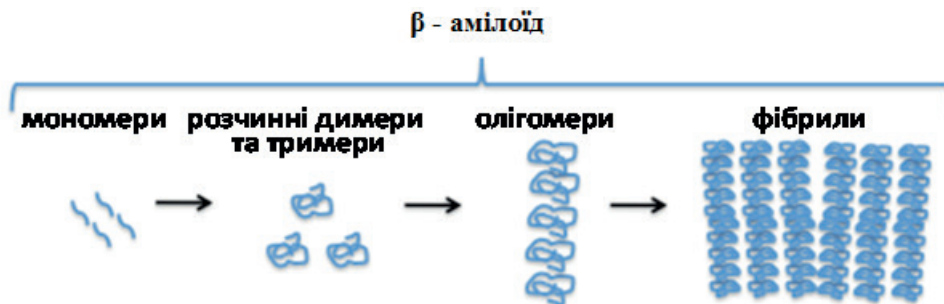 β - амілоїд
мономери
розчинні димери
та тримери
олігомери
фібрили